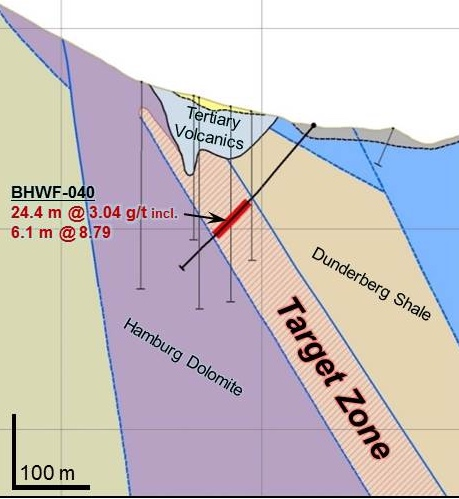 Tertiary
Volcanics
BHWF-040
24.4 m @ 3.04 g/t incl.
6.1 m @ 8.79
Dunderberg Shale
Hamburg Dolomite
Target Zone
100 m